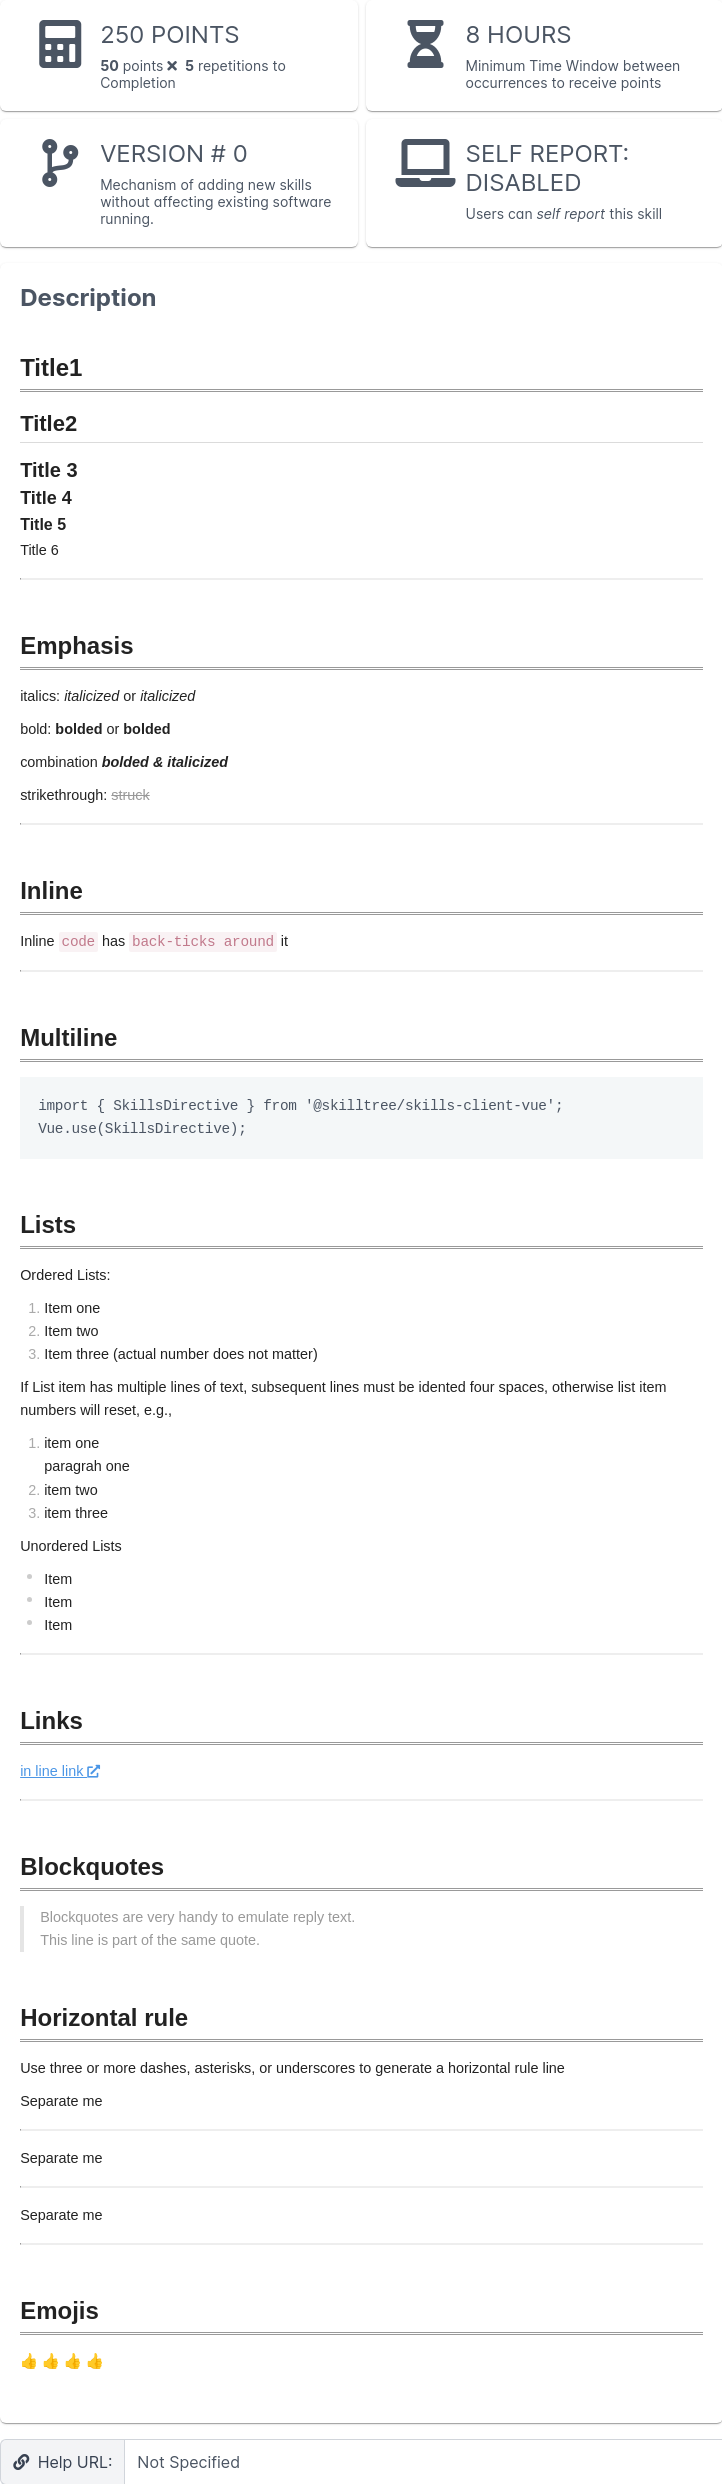 250 POINTS
50 points ✖ 5 repetitions to
Completion
8 HOURS
Minimum Time Window between
occurrences to receive points
VERSION # 0
Mechanism of adding new skills
without affecting existing software
running.
SELF REPORT:
DISABLED
Users can self report this skill
Description
Title1
Title2
Title 3
Title 4
Title 5
Title 6
Emphasis
italics: italicized or italicized
bold: bolded or bolded
combination bolded & italicized
strikethrough: struck
Inline
Inline code has back-ticks around it
Multiline
import { SkillsDirective } from '@skilltree/skills-client-vue';
Vue.use(SkillsDirective);
Lists
Ordered Lists:
1. Item one
2. Item two
3. Item three (actual number does not matter)
If List item has multiple lines of text, subsequent lines must be idented four spaces, otherwise list item
numbers will reset, e.g.,
1. item one
paragrah one
2. item two
3. item three
Unordered Lists
• Item
• Item
• Item
Links
in line link
Blockquotes
Blockquotes are very handy to emulate reply text.
This line is part of the same quote.
Horizontal rule
Use three or more dashes, asterisks, or underscores to generate a horizontal rule line
Separate me
Separate me
Separate me
Emojis
👍 👍 👍 👍
Help URL: Not Specified